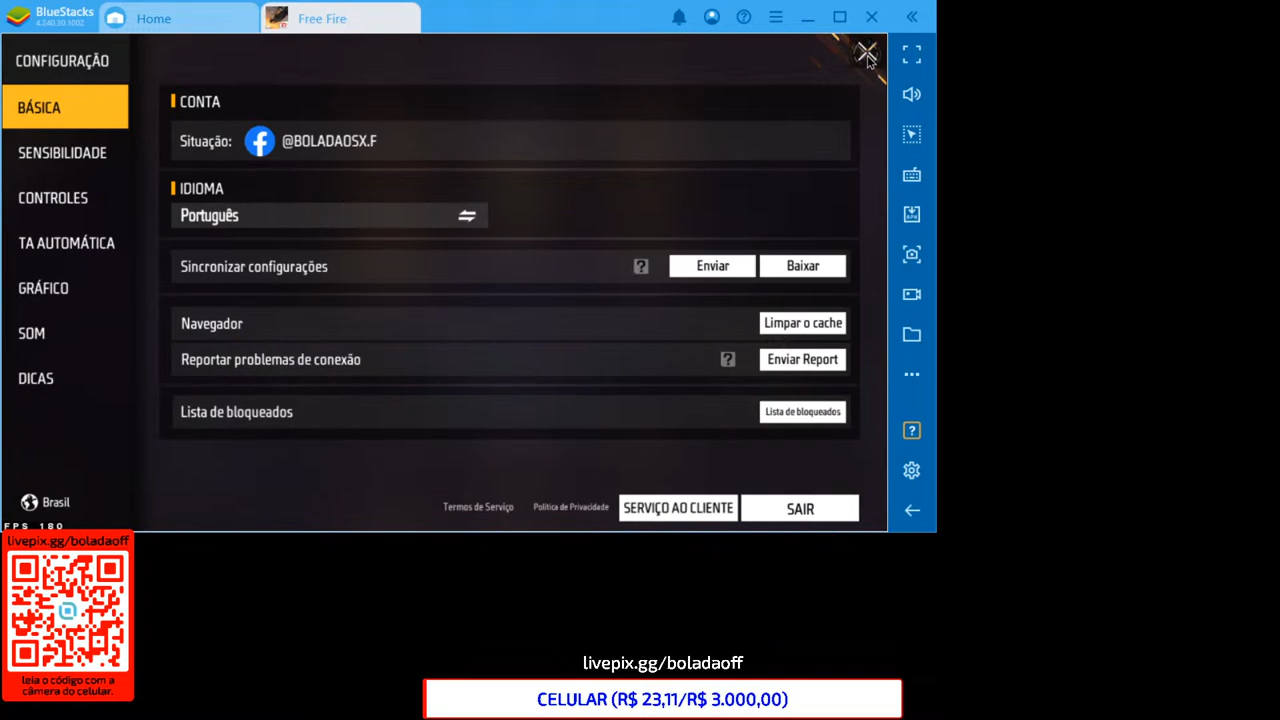 BlueStacks
4.240.30.1002
Home
Free Fire
CONFIGURAÇÃO
BÁSICA
SENSIBILIDADE
CONTROLES
TA AUTOMÁTICA
GRÁFICO
SOM
DICAS
Brasil
FPS 180
CONTA
Situação: @BOLADAOSX.F
IDIOMA
Português
Sincronizar configurações ? Enviar Baixar
Navegador Limpar o cache
Reportar problemas de conexão ? Enviar Report
Lista de bloqueados Lista de bloqueados
Termos de Serviço Política de Privacidade SERVIÇO AO CLIENTE SAIR
livepix.gg/boladaoff
leia o código com a
câmera do celular.
livepix.gg/boladaoff
CELULAR (R$ 23,11/R$ 3.000,00)